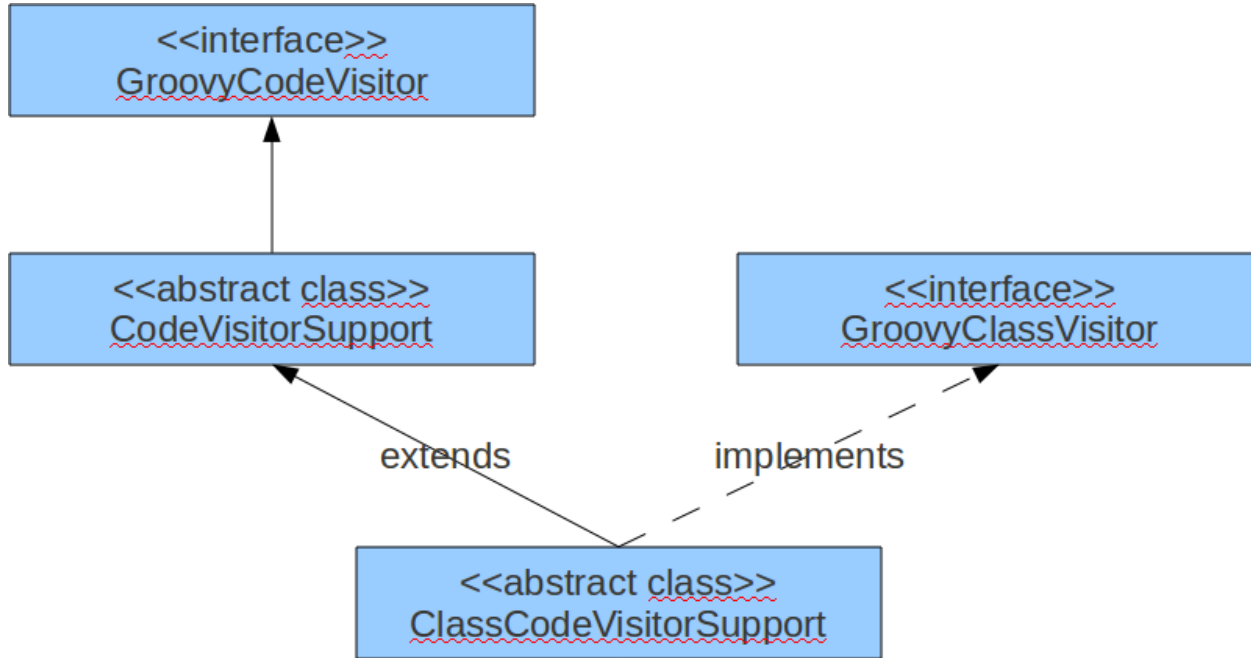 <<interface>>
GroovyCodeVisitor
<<abstract class>>
CodeVisitorSupport
<<interface>>
GroovyClassVisitor
extends
implements
<<abstract class>>
ClassCodeVisitorSupport